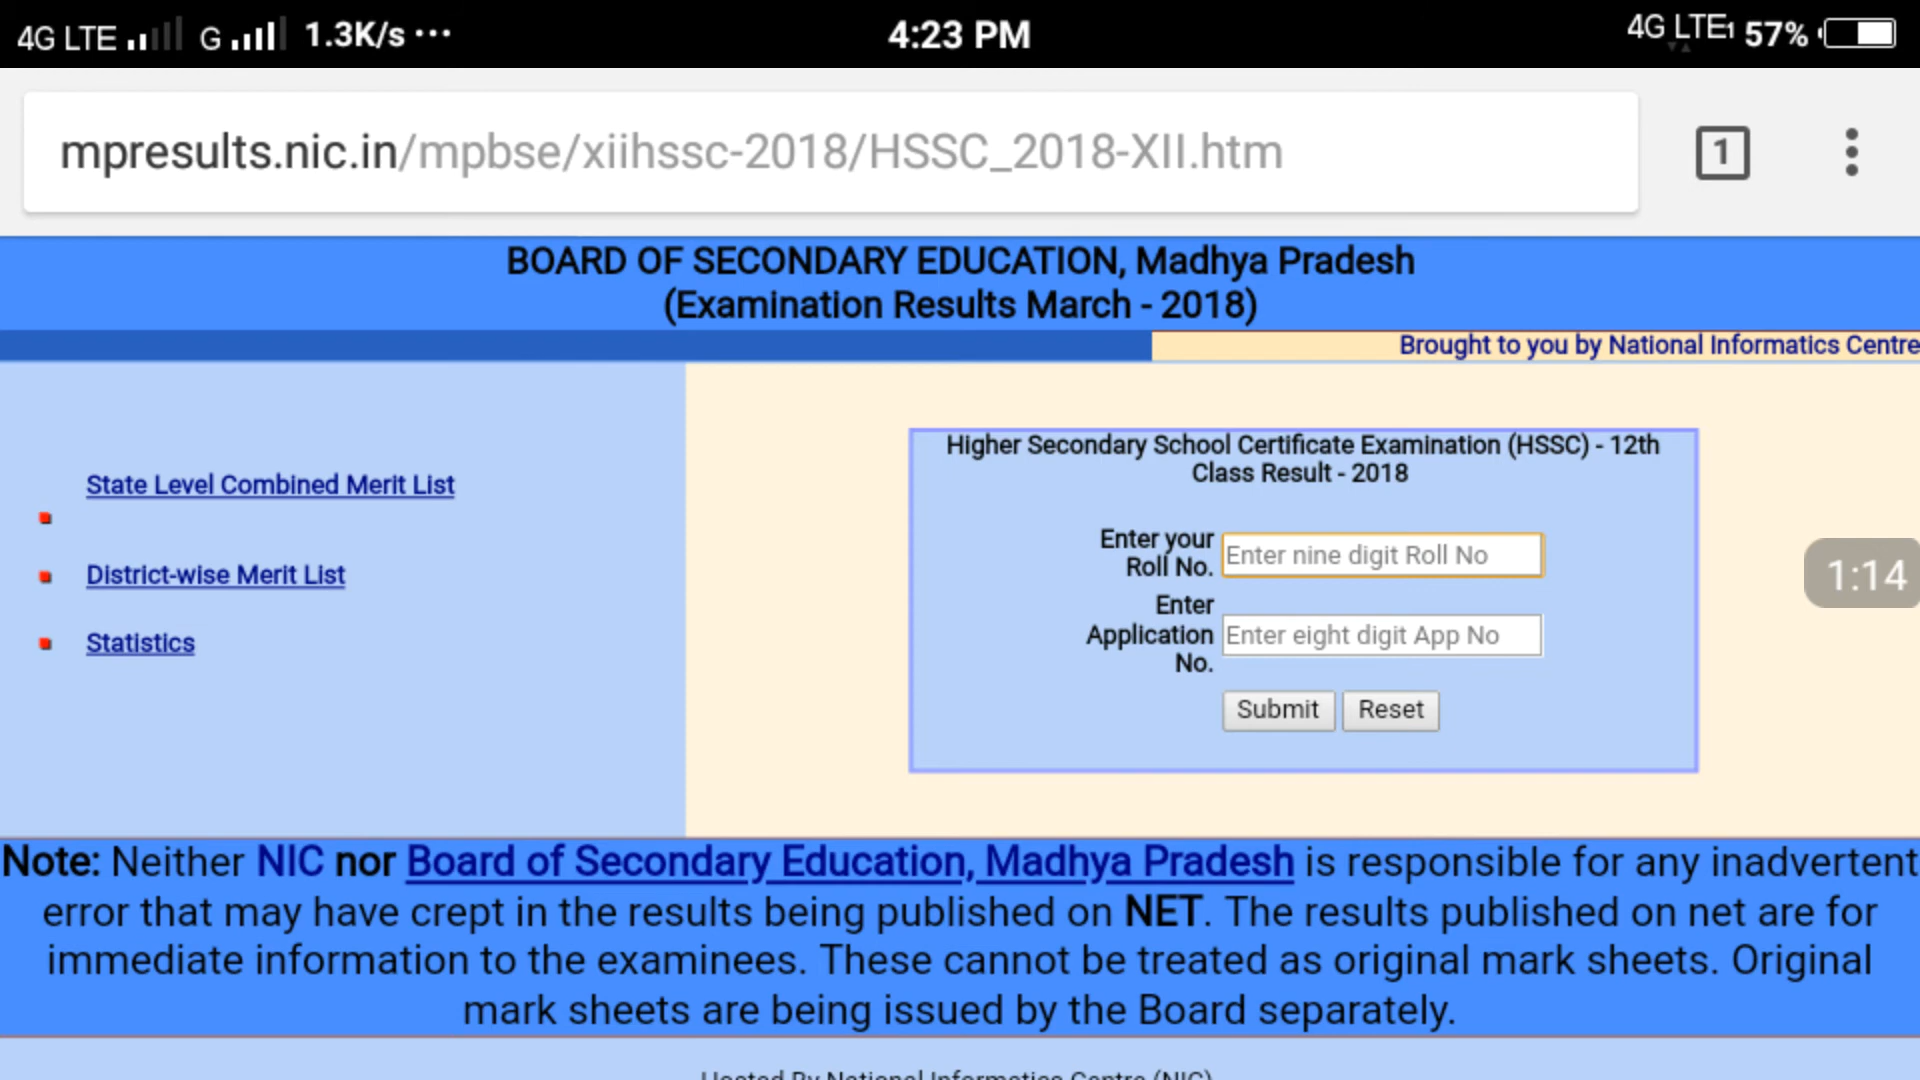 4G LTE G 1.3K/s ... 4:23 PM 4G LTE1 57%
mpresults.nic.in/mpbse/xiihssc-2018/HSSC_2018-XII.htm 1
BOARD OF SECONDARY EDUCATION, Madhya Pradesh
(Examination Results March - 2018)
Brought to you by National Informatics Centre
State Level Combined Merit List
District-wise Merit List
Statistics
Higher Secondary School Certificate Examination (HSSC) - 12th
Class Result - 2018
Enter your
Roll No.
Enter nine digit Roll No
Enter
Application
No.
Enter eight digit App No
Submit Reset
1:14
Note: Neither NIC nor Board of Secondary Education, Madhya Pradesh is responsible for any inadvertent
error that may have crept in the results being published on NET. The results published on net are for
immediate information to the examinees. These cannot be treated as original mark sheets. Original
mark sheets are being issued by the Board separately.
Hosted By National Informatics Centre (NIC)